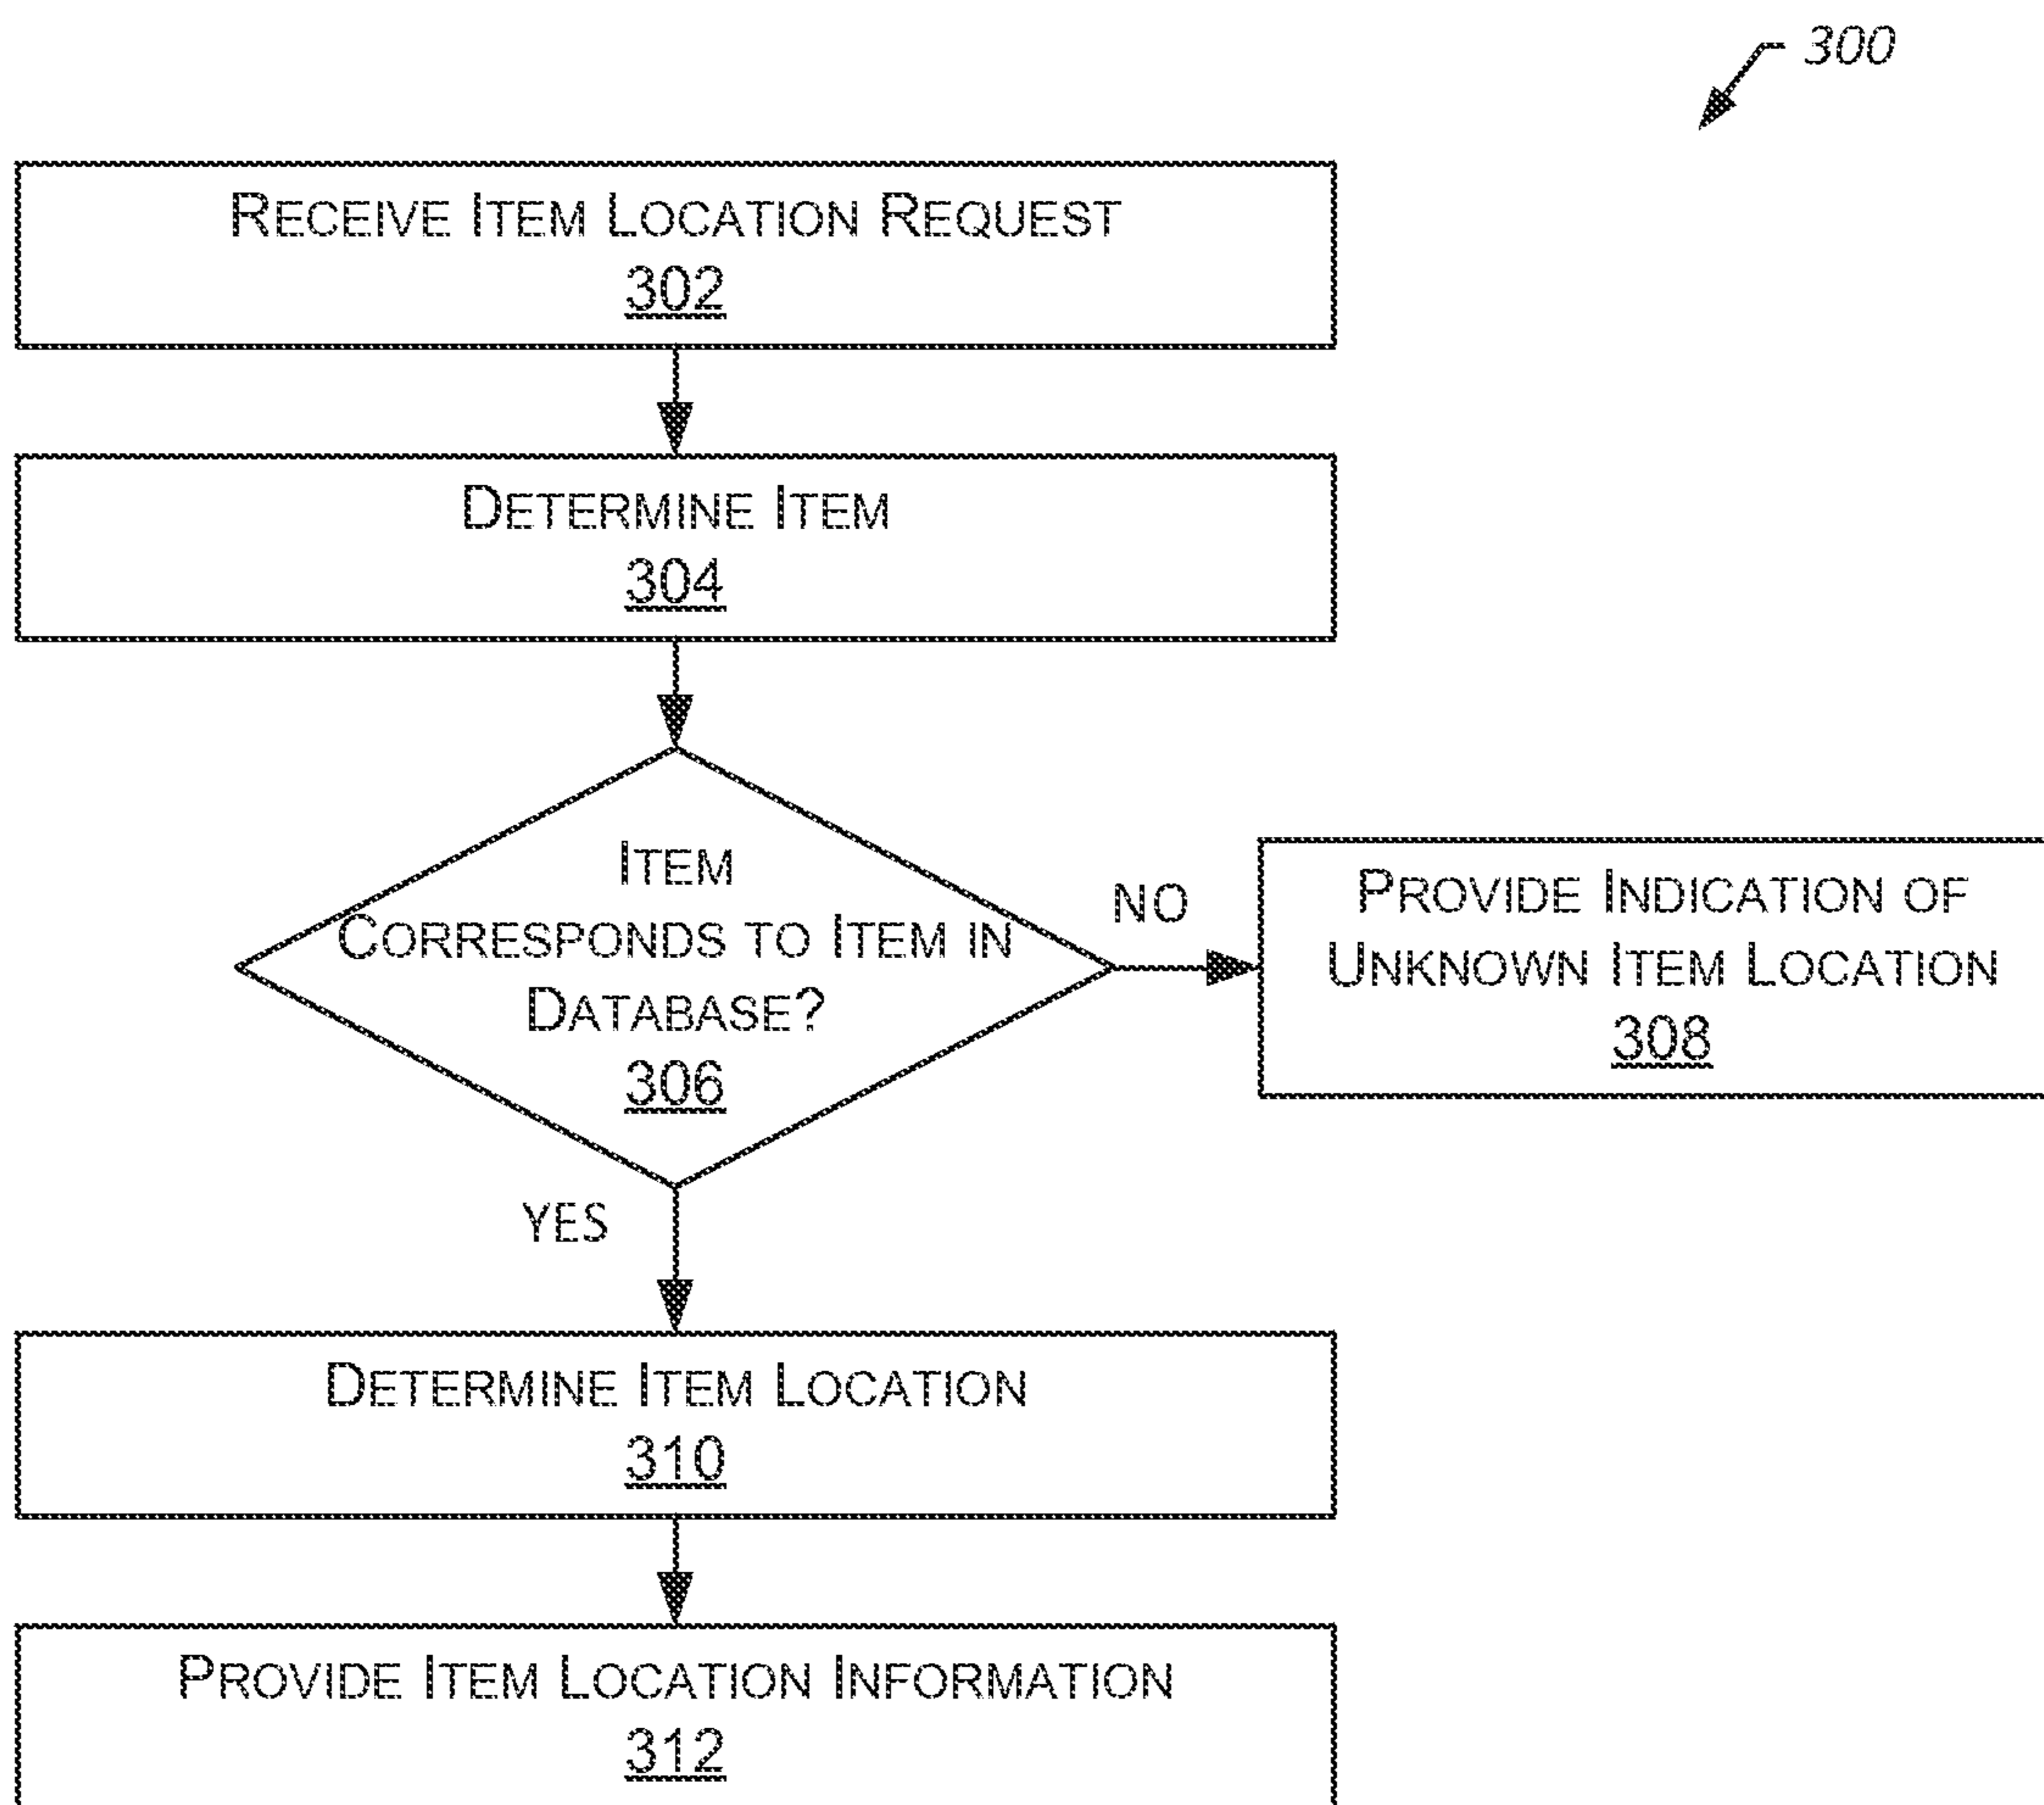 300
RECEIVE ITEM LOCATION REQUEST
302
DETERMINE ITEM
304
ITEM
CORRESPONDS TO ITEM IN
DATABASE?
306
NO
PROVIDE INDICATION OF
UNKNOWN ITEM LOCATION
308
YES
DETERMINE ITEM LOCATION
310
PROVIDE ITEM LOCATION INFORMATION
312